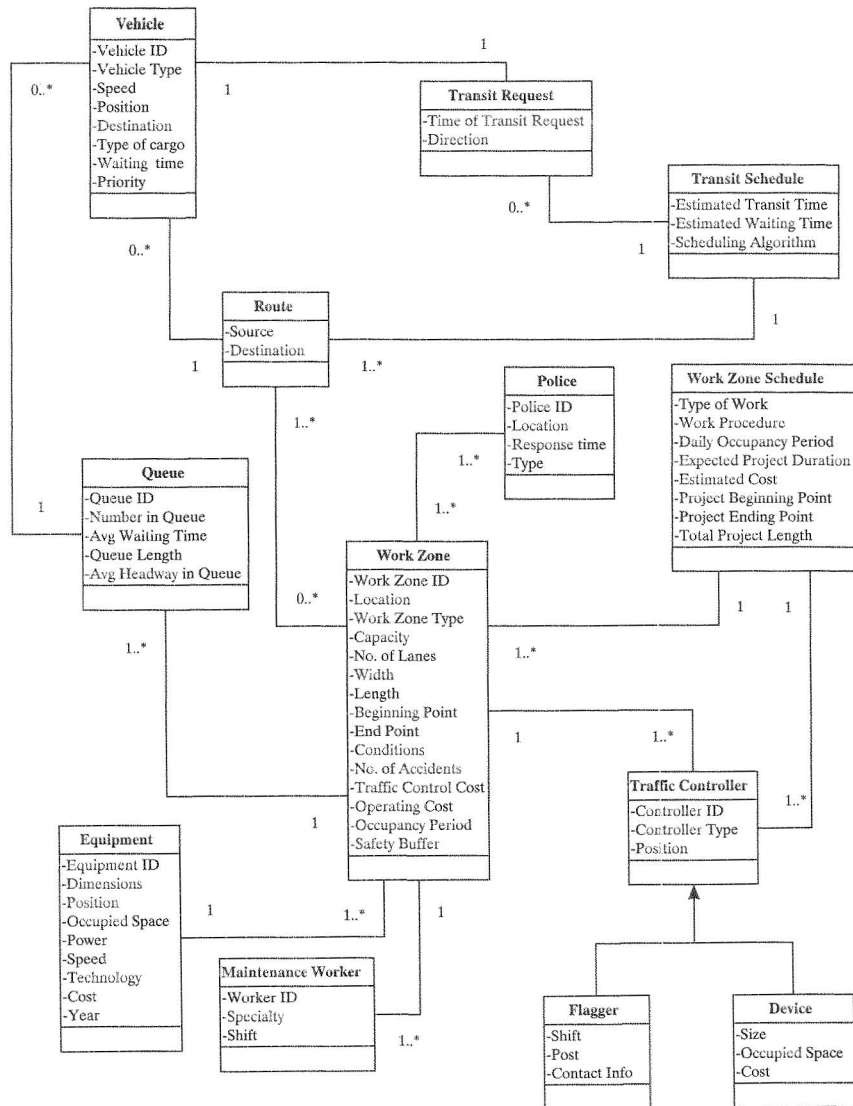 Vehicle
-Vehicle ID
-Vehicle Type
-Speed
-Position
-Destination
-Type of cargo
-Waiting time
-Priority
1
1
0..*
Transit Request
-Time of Transit Request
-Direction
Transit Schedule
-Estimated Transit Time
-Estimated Waiting Time
-Scheduling Algorithm
0..*
1
0..*
Route
-Source
-Destination
1
1..*
1
Police
-Police ID
-Location
-Response time
-Type
Work Zone Schedule
-Type of Work
-Work Procedure
-Daily Occupancy Period
-Expected Project Duration
-Estimated Cost
-Project Beginning Point
-Project Ending Point
-Total Project Length
1..*
1..*
1..*
Queue
-Queue ID
-Number in Queue
-Avg Waiting Time
-Queue Length
-Avg Headway in Queue
1
Work Zone
-Work Zone ID
-Location
-Work Zone Type
-Capacity
-No. of Lanes
-Width
-Length
-Beginning Point
-End Point
-Conditions
-No. of Accidents
-Traffic Control Cost
-Operating Cost
-Occupancy Period
-Safety Buffer
0..*
1
1
1..*
1..*
1
1..*
Traffic Controller
-Controller ID
-Controller Type
-Position
1..*
1
Equipment
-Equipment ID
-Dimensions
-Position
-Occupied Space
-Power
-Speed
-Technology
-Cost
-Year
1
1..*
1
Maintenance Worker
-Worker ID
-Specialty
-Shift
1..*
Flagger
-Shift
-Post
-Contact Info
Device
-Size
-Occupied Space
-Cost